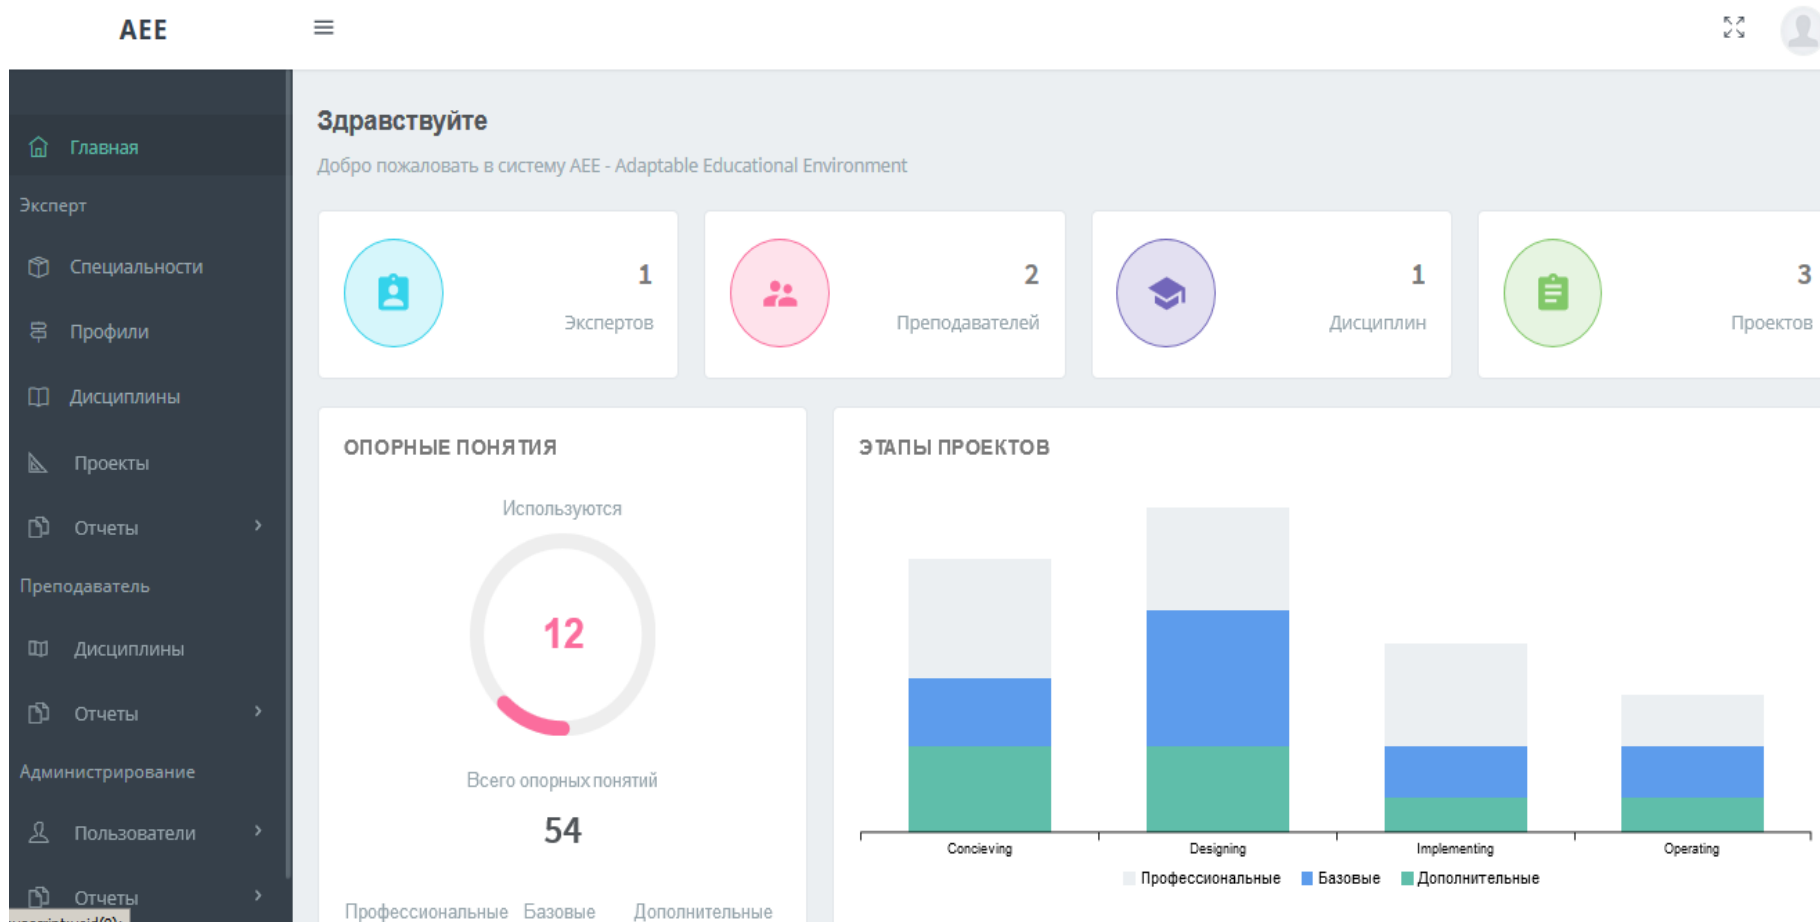 AEE
Главная
Эксперт
Специальности
Профили
Дисциплины
Проекты
Отчеты
Преподаватель
Дисциплины
Отчеты
Администрирование
Пользователи
Отчеты
Здравствуйте
Добро пожаловать в систему AEE - Adaptable Educational Environment
1
Экспертов
2
Преподавателей
1
Дисциплин
3
Проектов
ОПОРНЫЕ ПОНЯТИЯ
Используются
12
Всего опорных понятий
54
Профессиональные Базовые Дополнительные
ЭТАПЫ ПРОЕКТОВ
Concieving Designing Implementing Operating
Профессиональные Базовые Дополнительные